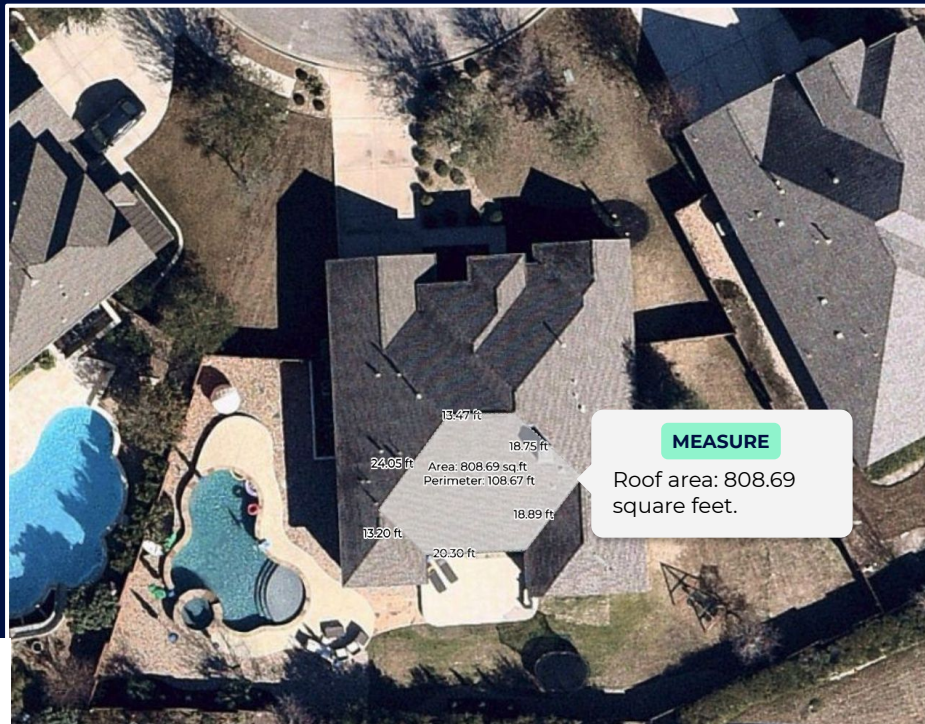 13.47 ft
18.75 ft
24.05 ft
Area: 808.69 sq.ft
Perimeter: 108.67 ft
18.89 ft
13.20 ft
20.30 ft
MEASURE
Roof area: 808.69
square feet.